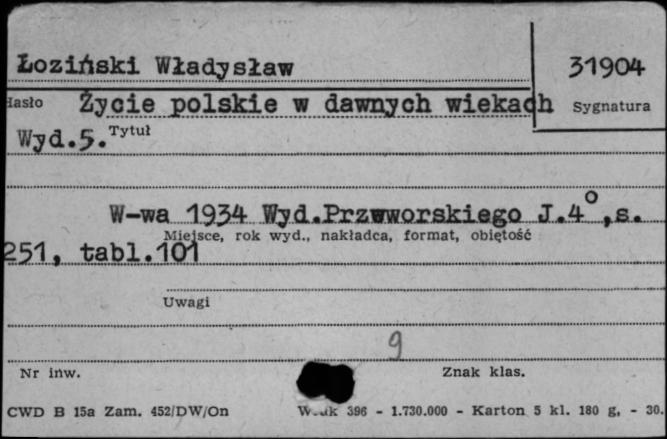 Łoziński Władysław
31904
Hasło Życie polskie w dawnych wiekach Sygnatura
Wyd.5. Tytuł
W-wa 1934 Wyd.Przwworskiego J.4°,s.
Miejsce, rok wyd., nakładca, format, obiętość
251, tabl.101
Uwagi
9
Nr inw. Znak klas.
CWD B 15a Zam. 452/DW/On 396 - 1.730.000 - Karton 5 kl. 180 g, - 30.